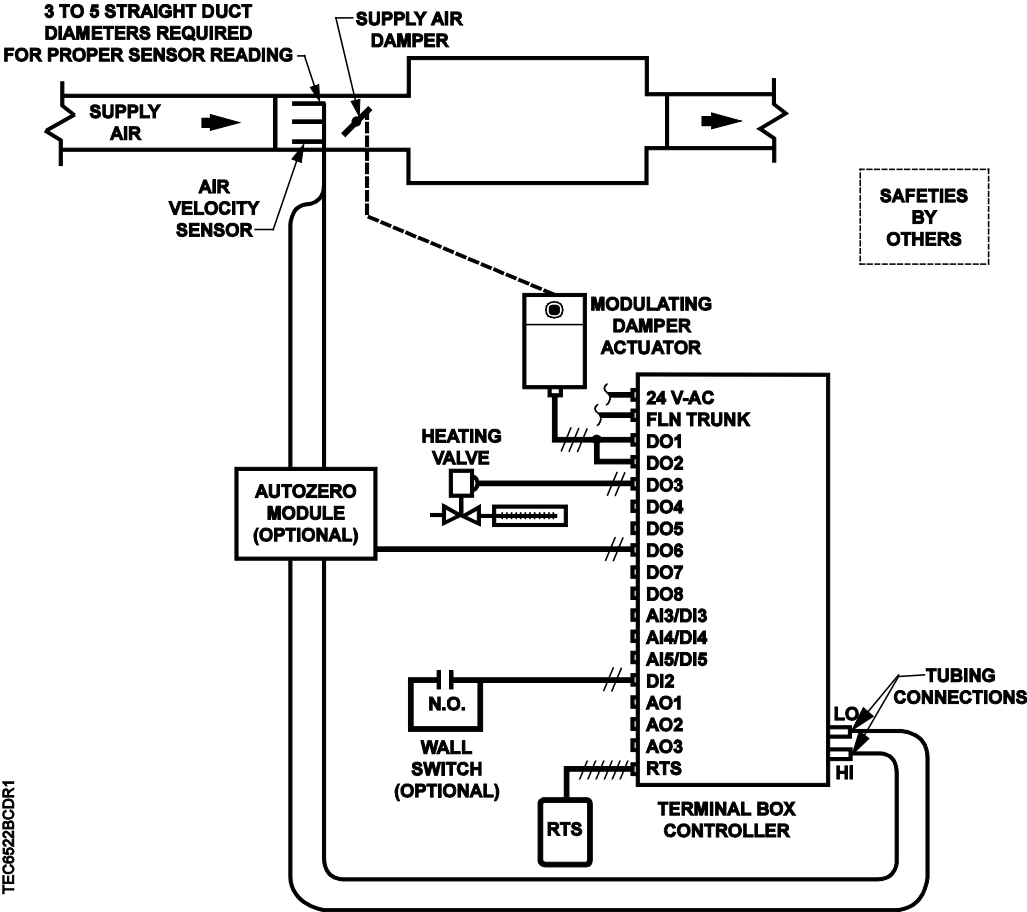 3 TO 5 STRAIGHT DUCT
DIAMETERS REQUIRED
FOR PROPER SENSOR READING
SUPPLY AIR
DAMPER
SUPPLY
AIR
AIR
VELOCITY
SENSOR
SAFETIES
BY
OTHERS
MODULATING
DAMPER
ACTUATOR
24 V-AC
FLN TRUNK
DO1
DO2
DO3
DO4
DO5
DO6
DO7
DO8
AI3/DI3
AI4/DI4
AI5/DI5
DI2
AO1
AO2
AO3
RTS
HEATING
VALVE
AUTOZERO
MODULE
(OPTIONAL)
N.O.
WALL
SWITCH
(OPTIONAL)
RTS
TUBING
CONNECTIONS
LO
HI
TERMINAL BOX
CONTROLLER
TEC6522BCDR1